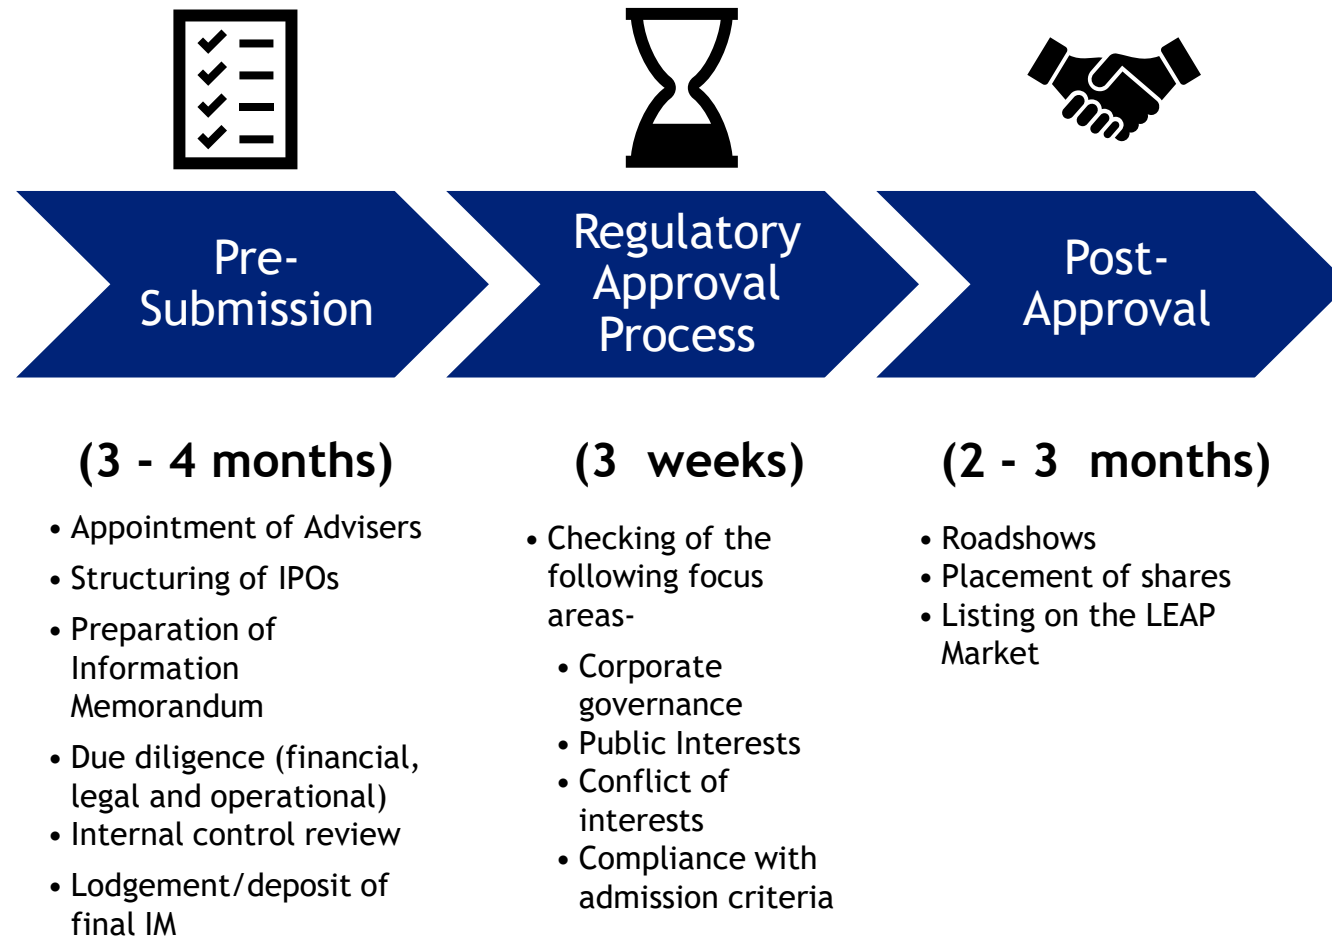 Pre-
Submission
Regulatory
Approval
Process
Post-
Approval
(3 - 4 months)
• Appointment of Advisers
• Structuring of IPOs
• Preparation of
Information
Memorandum
• Due diligence (financial,
legal and operational)
• Internal control review
• Lodgement/deposit of
final IM
(3 weeks)
• Checking of the
following focus
areas-
• Corporate
governance
• Public Interests
• Conflict of
interests
• Compliance with
admission criteria
(2 - 3 months)
• Roadshows
• Placement of shares
• Listing on the LEAP
Market